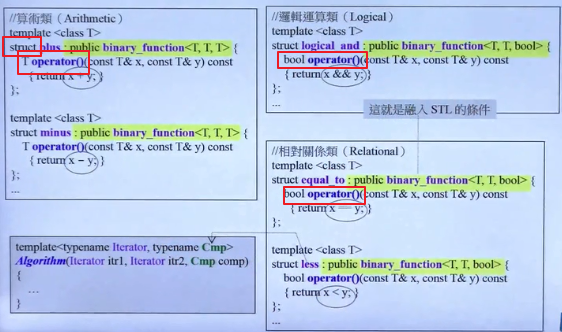 //算術類（Arithmetic）
template <class T>
struct plus : public binary_function<T, T, T> {
T operator()(const T& x, const T& y) const
{ return x + y; }
};
template <class T>
struct minus : public binary_function<T, T, T> {
T operator()(const T& x, const T& y) const
{ return x − y; }
};
...
template<typename Iterator, typename Cmp>
Algorithm(Iterator itr1, Iterator itr2, Cmp comp)
{
...
}
//邏輯運算類（Logical）
template <class T>
struct logical_and : public binary_function<T, T, bool> {
bool operator()(const T& x, const T& y) const
{ return x && y; }
};
...
這就是融入 STL 的條件
//相對關係類（Relational）
template <class T>
struct equal_to : public binary_function<T, T, bool> {
bool operator()(const T& x, const T& y) const
{ return x == y; }
};
template <class T>
struct less : public binary_function<T, T, bool> {
bool operator()(const T& x, const T& y) const
{ return x < y; }
};
...